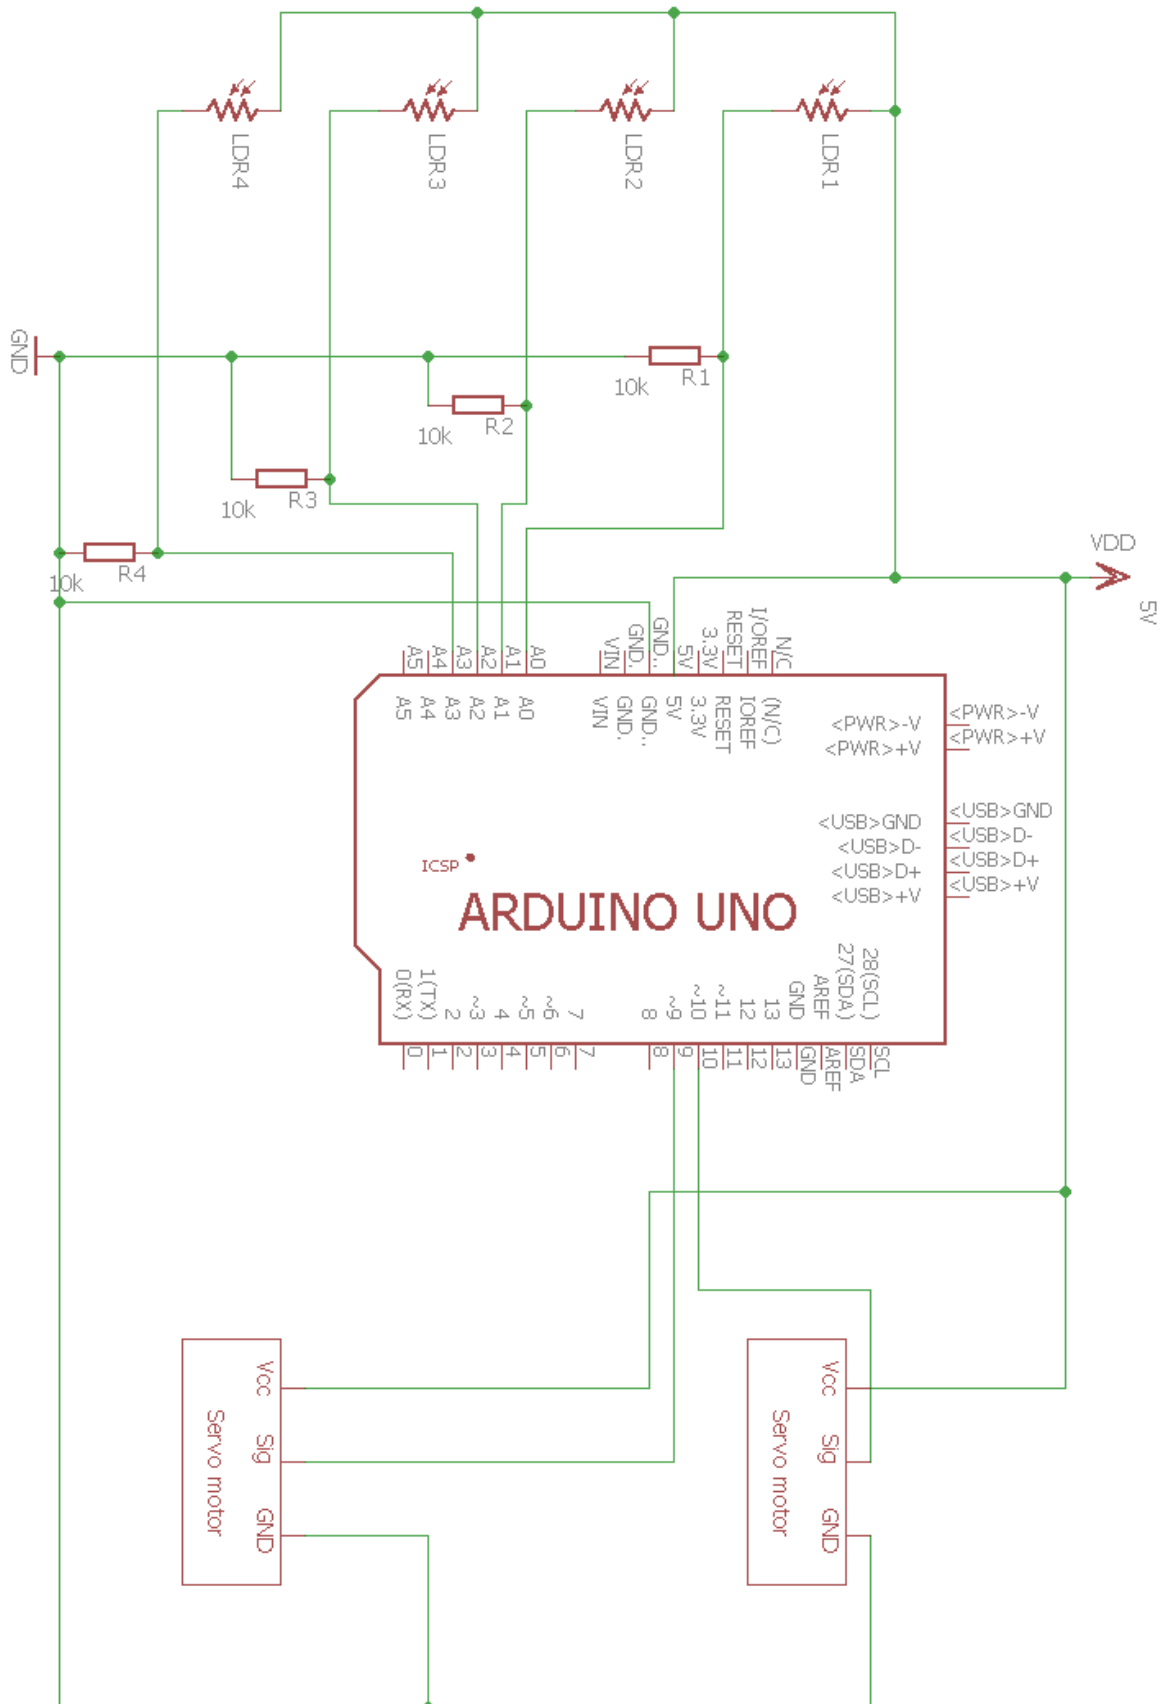 LDR4
LDR3
LDR2
LDR1
GND
R1
10k
R2
10k
R3
10k
R4
10k
VDD
5V
A5
A4
A3
A2
A1
A0
VIN
GND.
GND..
5V
3.3V
RESET
I/OREF
N/C
A5
A4
A3
A2
A1
A0
VIN
GND.
GND..
5V
3.3V
RESET
IOREF
(N/C)
<PWR>-V
<PWR>-V
<PWR>+V
<PWR>+V
<USB>GND
<USB>GND
<USB>D-
<USB>D-
<USB>D+
<USB>D+
<USB>+V
<USB>+V
ICSP
ARDUINO UNO
0(RX)
1(TX)
2
~3
4
~5
~6
7
8
~9
~10
~11
12
13
GND
AREF
27(SDA)
28(SCL)
0
1
2
3
4
5
6
7
8
9
10
11
12
13
GND
AREF
SDA
SCL
Vcc
Sig
GND
Servo motor
Vcc
Sig
GND
Servo motor